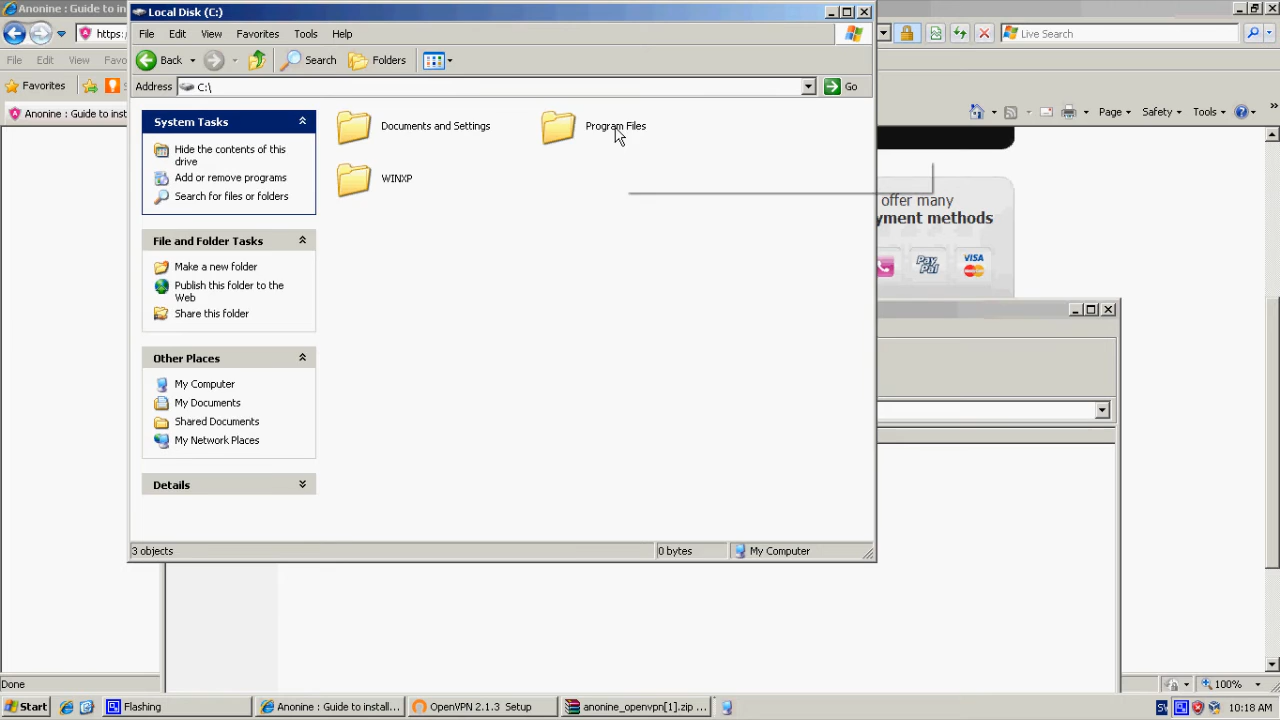 Anonine : Guide to in
Local Disk (C:)
https:
Live Search
File Edit View Favo
File Edit View Favorites Tools Help
Back Search Folders
Favorites
Address C:\ Go
Anonine : Guide to inst
Page Safety Tools
System Tasks
Hide the contents of this
drive
Add or remove programs
Search for files or folders
Documents and Settings
Program Files
WINXP
File and Folder Tasks
Make a new folder
Publish this folder to the
Web
Share this folder
Other Places
My Computer
My Documents
Shared Documents
My Network Places
Details
offer many
yment methods
PayPal
VISA
3 objects
0 bytes
My Computer
Done
100%
Start
Flashing
Anonine : Guide to install...
OpenVPN 2.1.3 Setup
anonine_openvpn[1].zip ...
SV
10:18 AM